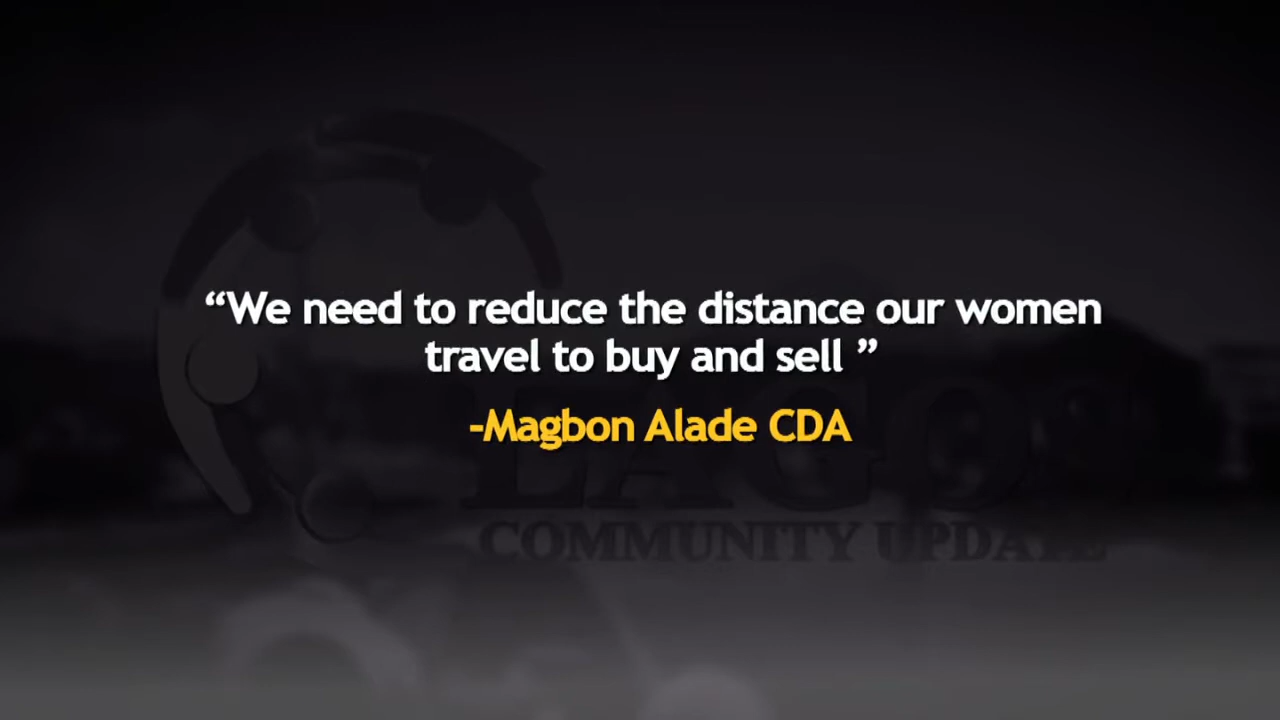 “We need to reduce the distance our women
travel to buy and sell ”
-Magbon Alade CDA
LAGOS
COMMUNITY UPDATE